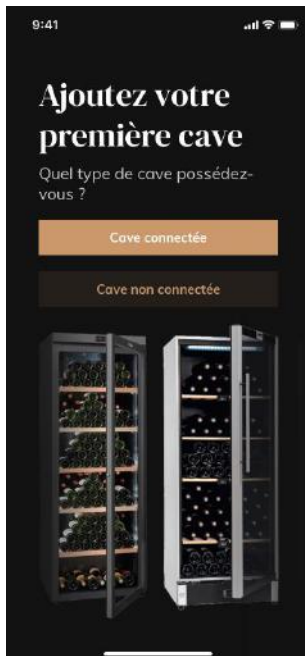 9:41
Ajoutez votre
première cave
Quel type de cave possédez-
vous ?
Cave connectée
Cave non connectée